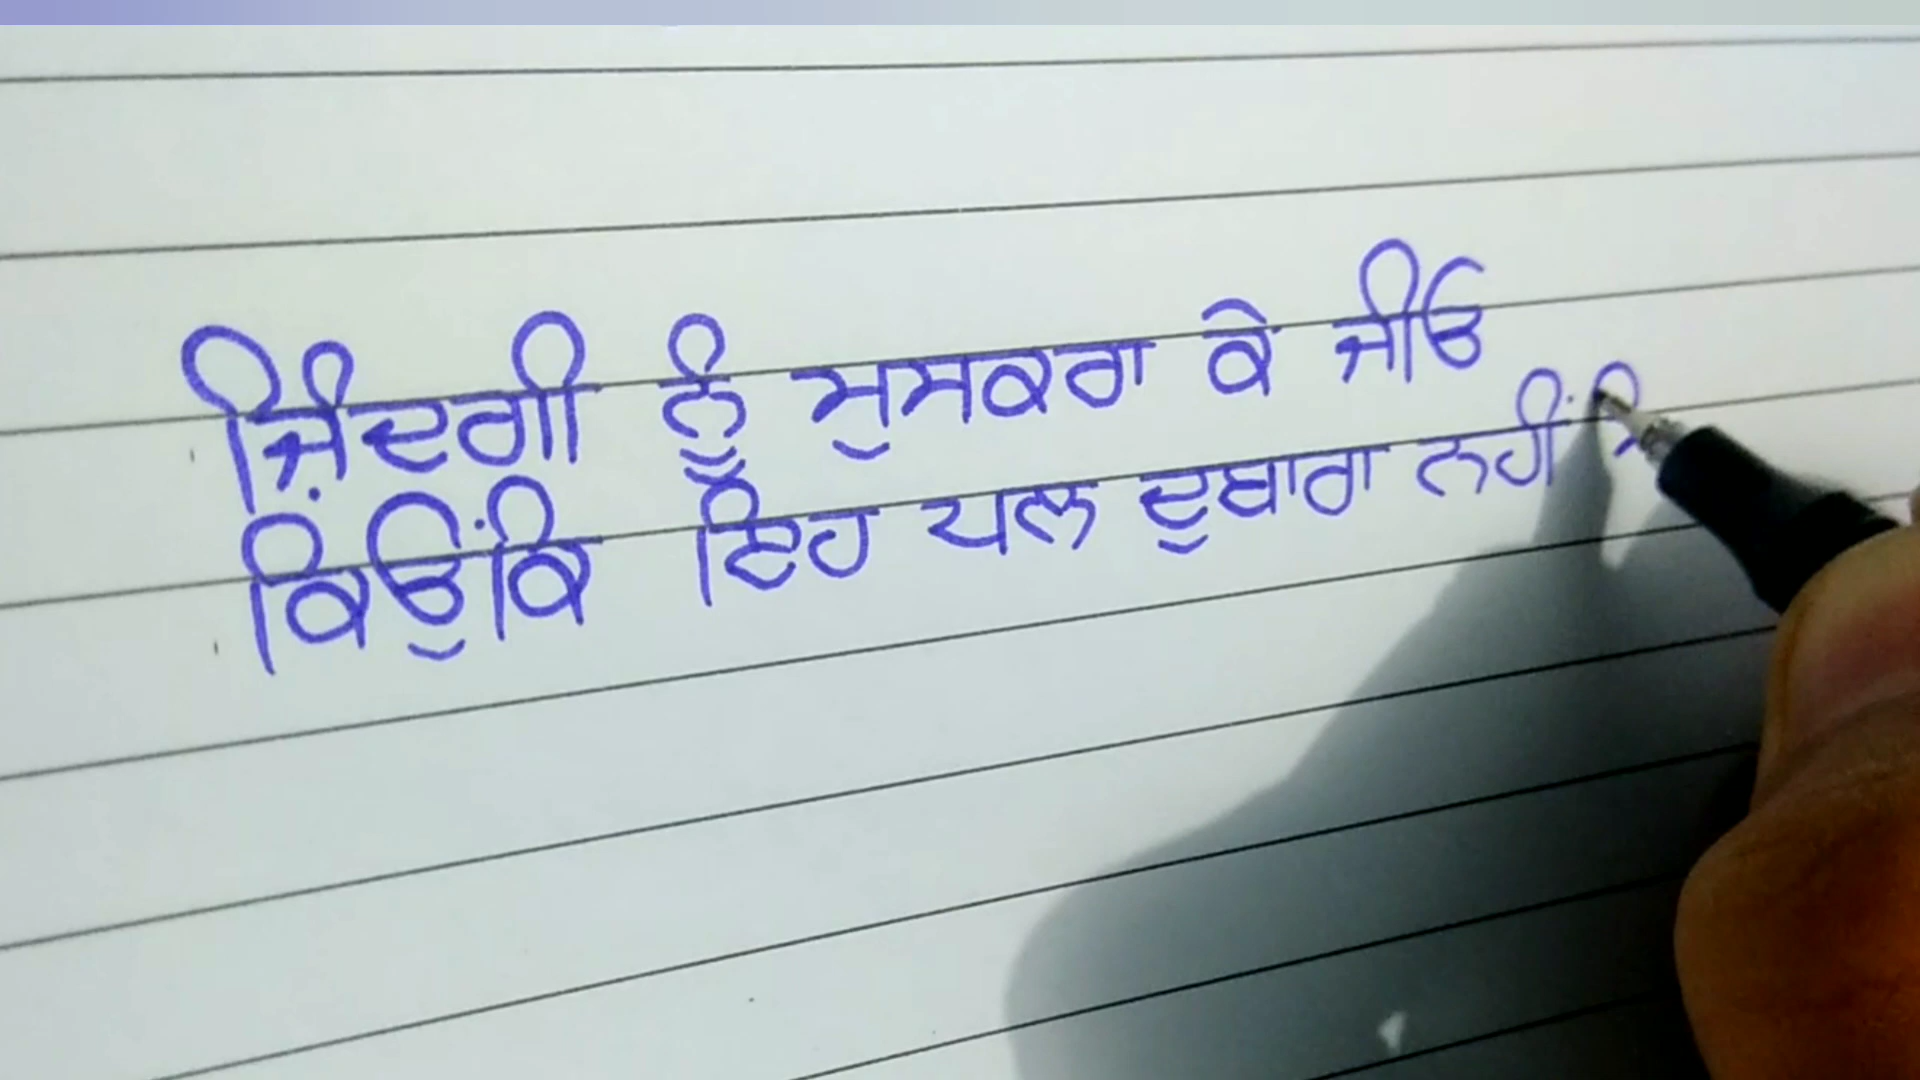 ਜ਼ਿੰਦਗੀ ਨੂੰ ਮੁਸਕਰਾ ਕੇ ਜੀਓ
ਕਿਉਂਕਿ ਇਹ ਪਲ ਦੁਬਾਰਾ ਨਹੀਂ